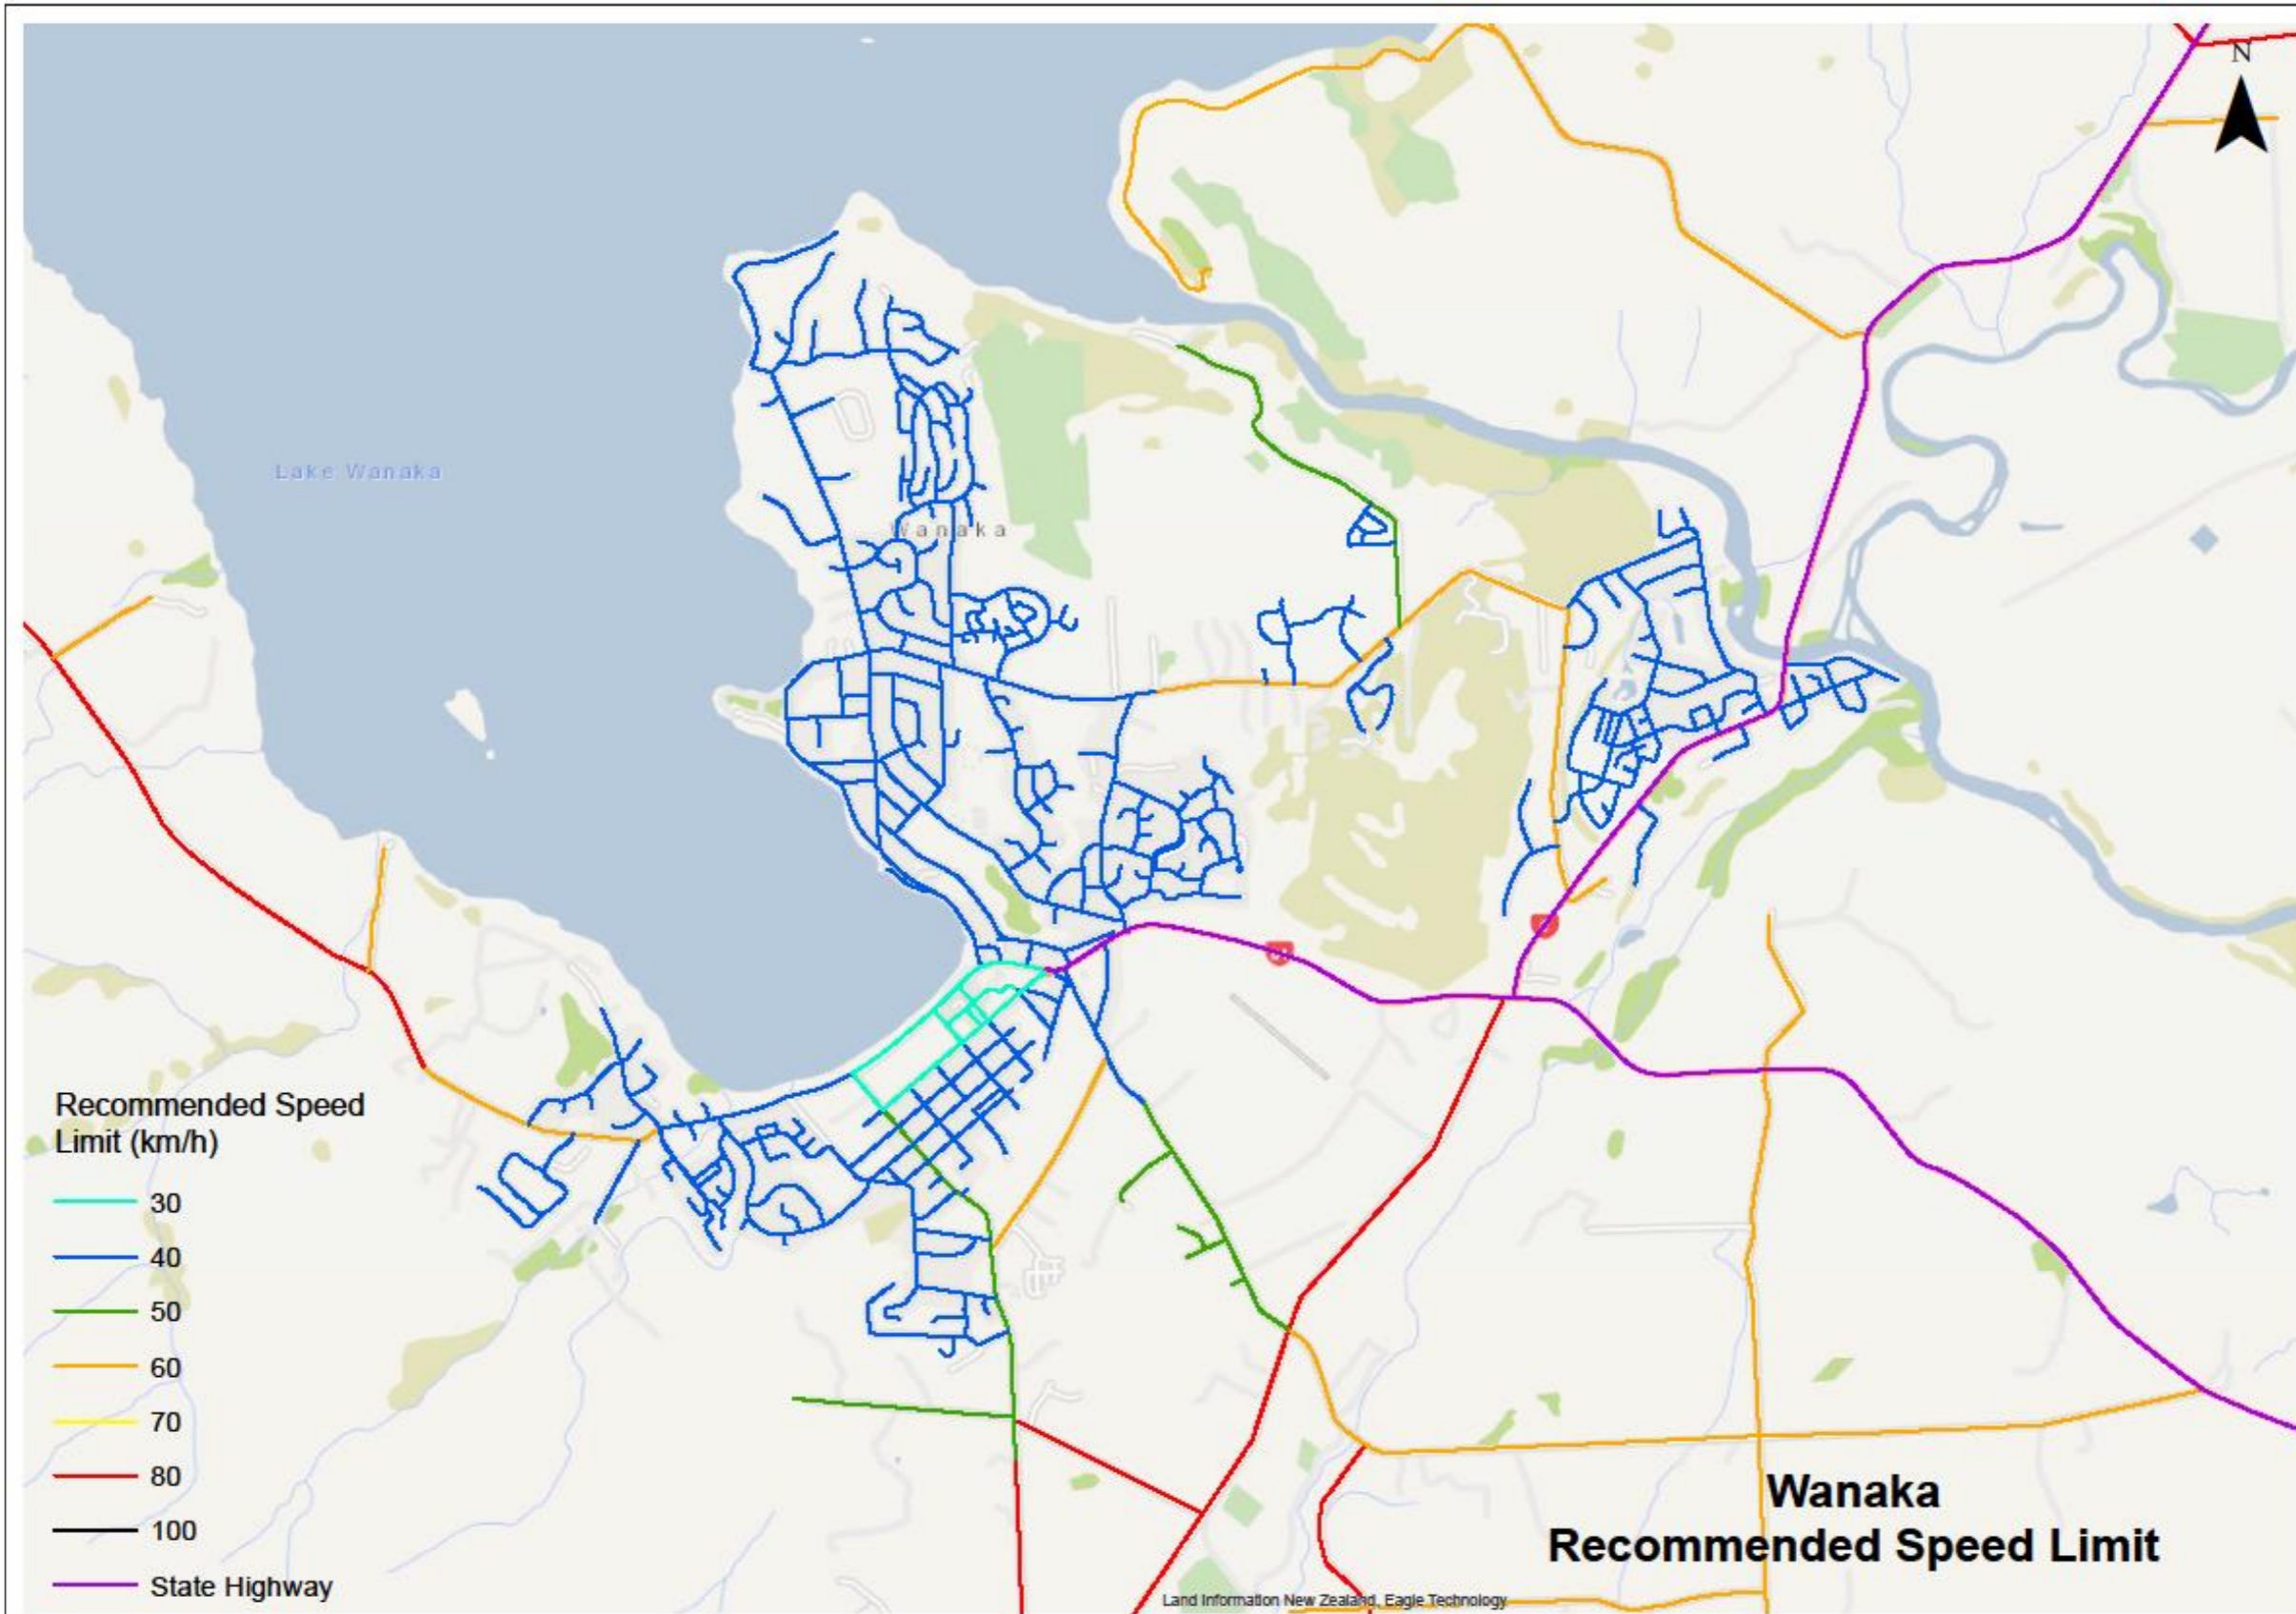 N
Lake Wanaka
Wanaka
Recommended Speed
Limit (km/h)
30
40
50
60
70
80
100
State Highway
Wanaka
Recommended Speed Limit
Land Information New Zealand, Eagle Technology